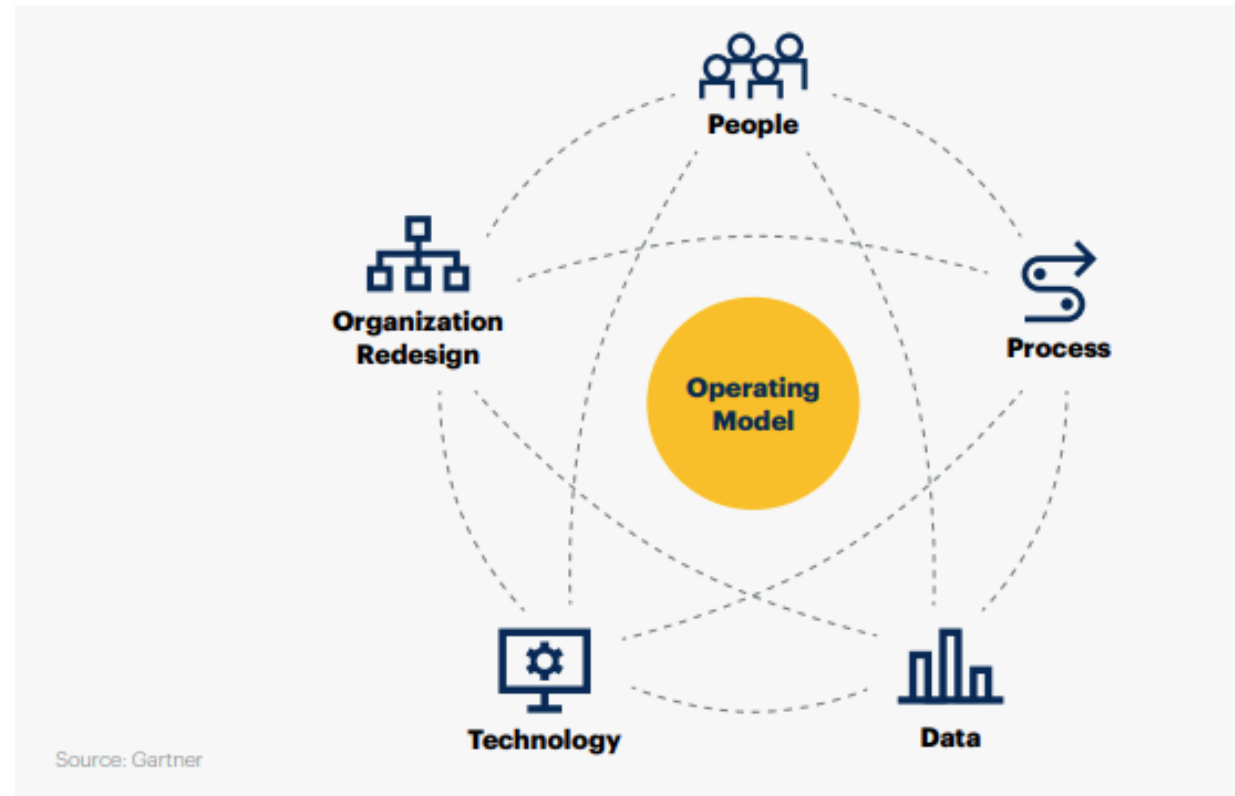 People
Organization
Redesign
Process
Operating
Model
Technology
Data
Source: Gartner